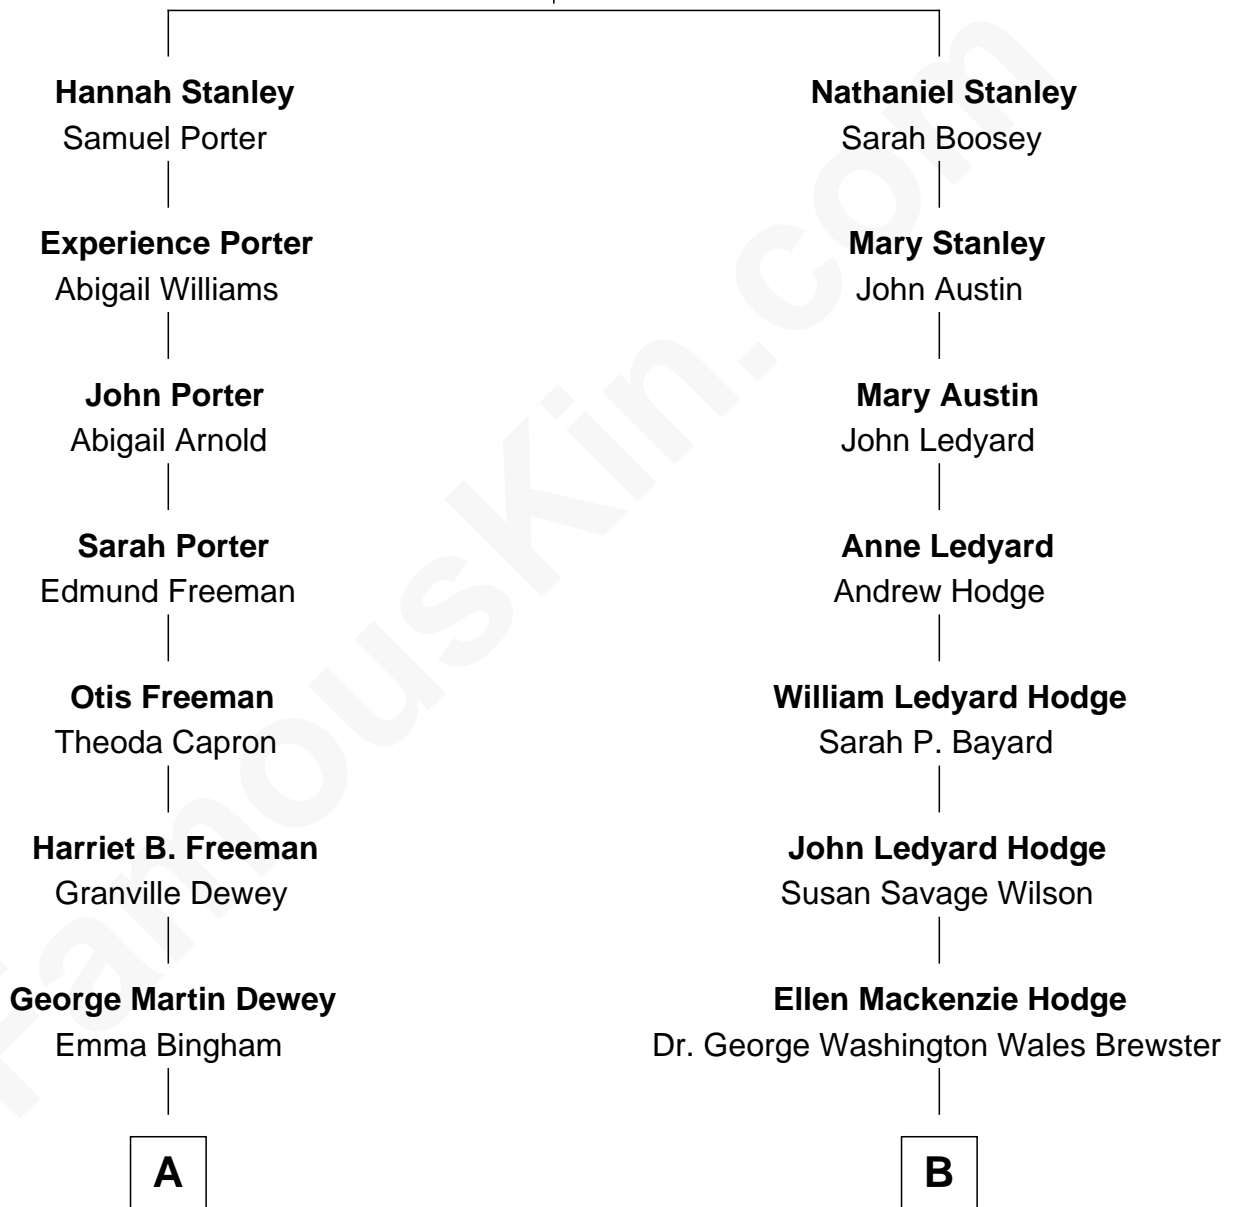 Hannah Stanley
Samuel Porter
Nathaniel Stanley
Sarah Boosey
Experience Porter
Abigail Williams
Mary Stanley
John Austin
John Porter
Abigail Arnold
Mary Austin
John Ledyard
Sarah Porter
Edmund Freeman
Anne Ledyard
Andrew Hodge
Otis Freeman
Theoda Capron
William Ledyard Hodge
Sarah P. Bayard
Harriet B. Freeman
Granville Dewey
John Ledyard Hodge
Susan Savage Wilson
George Martin Dewey
Emma Bingham
Ellen Mackenzie Hodge
Dr. George Washington Wales Brewster
A
B
FamousKin.com